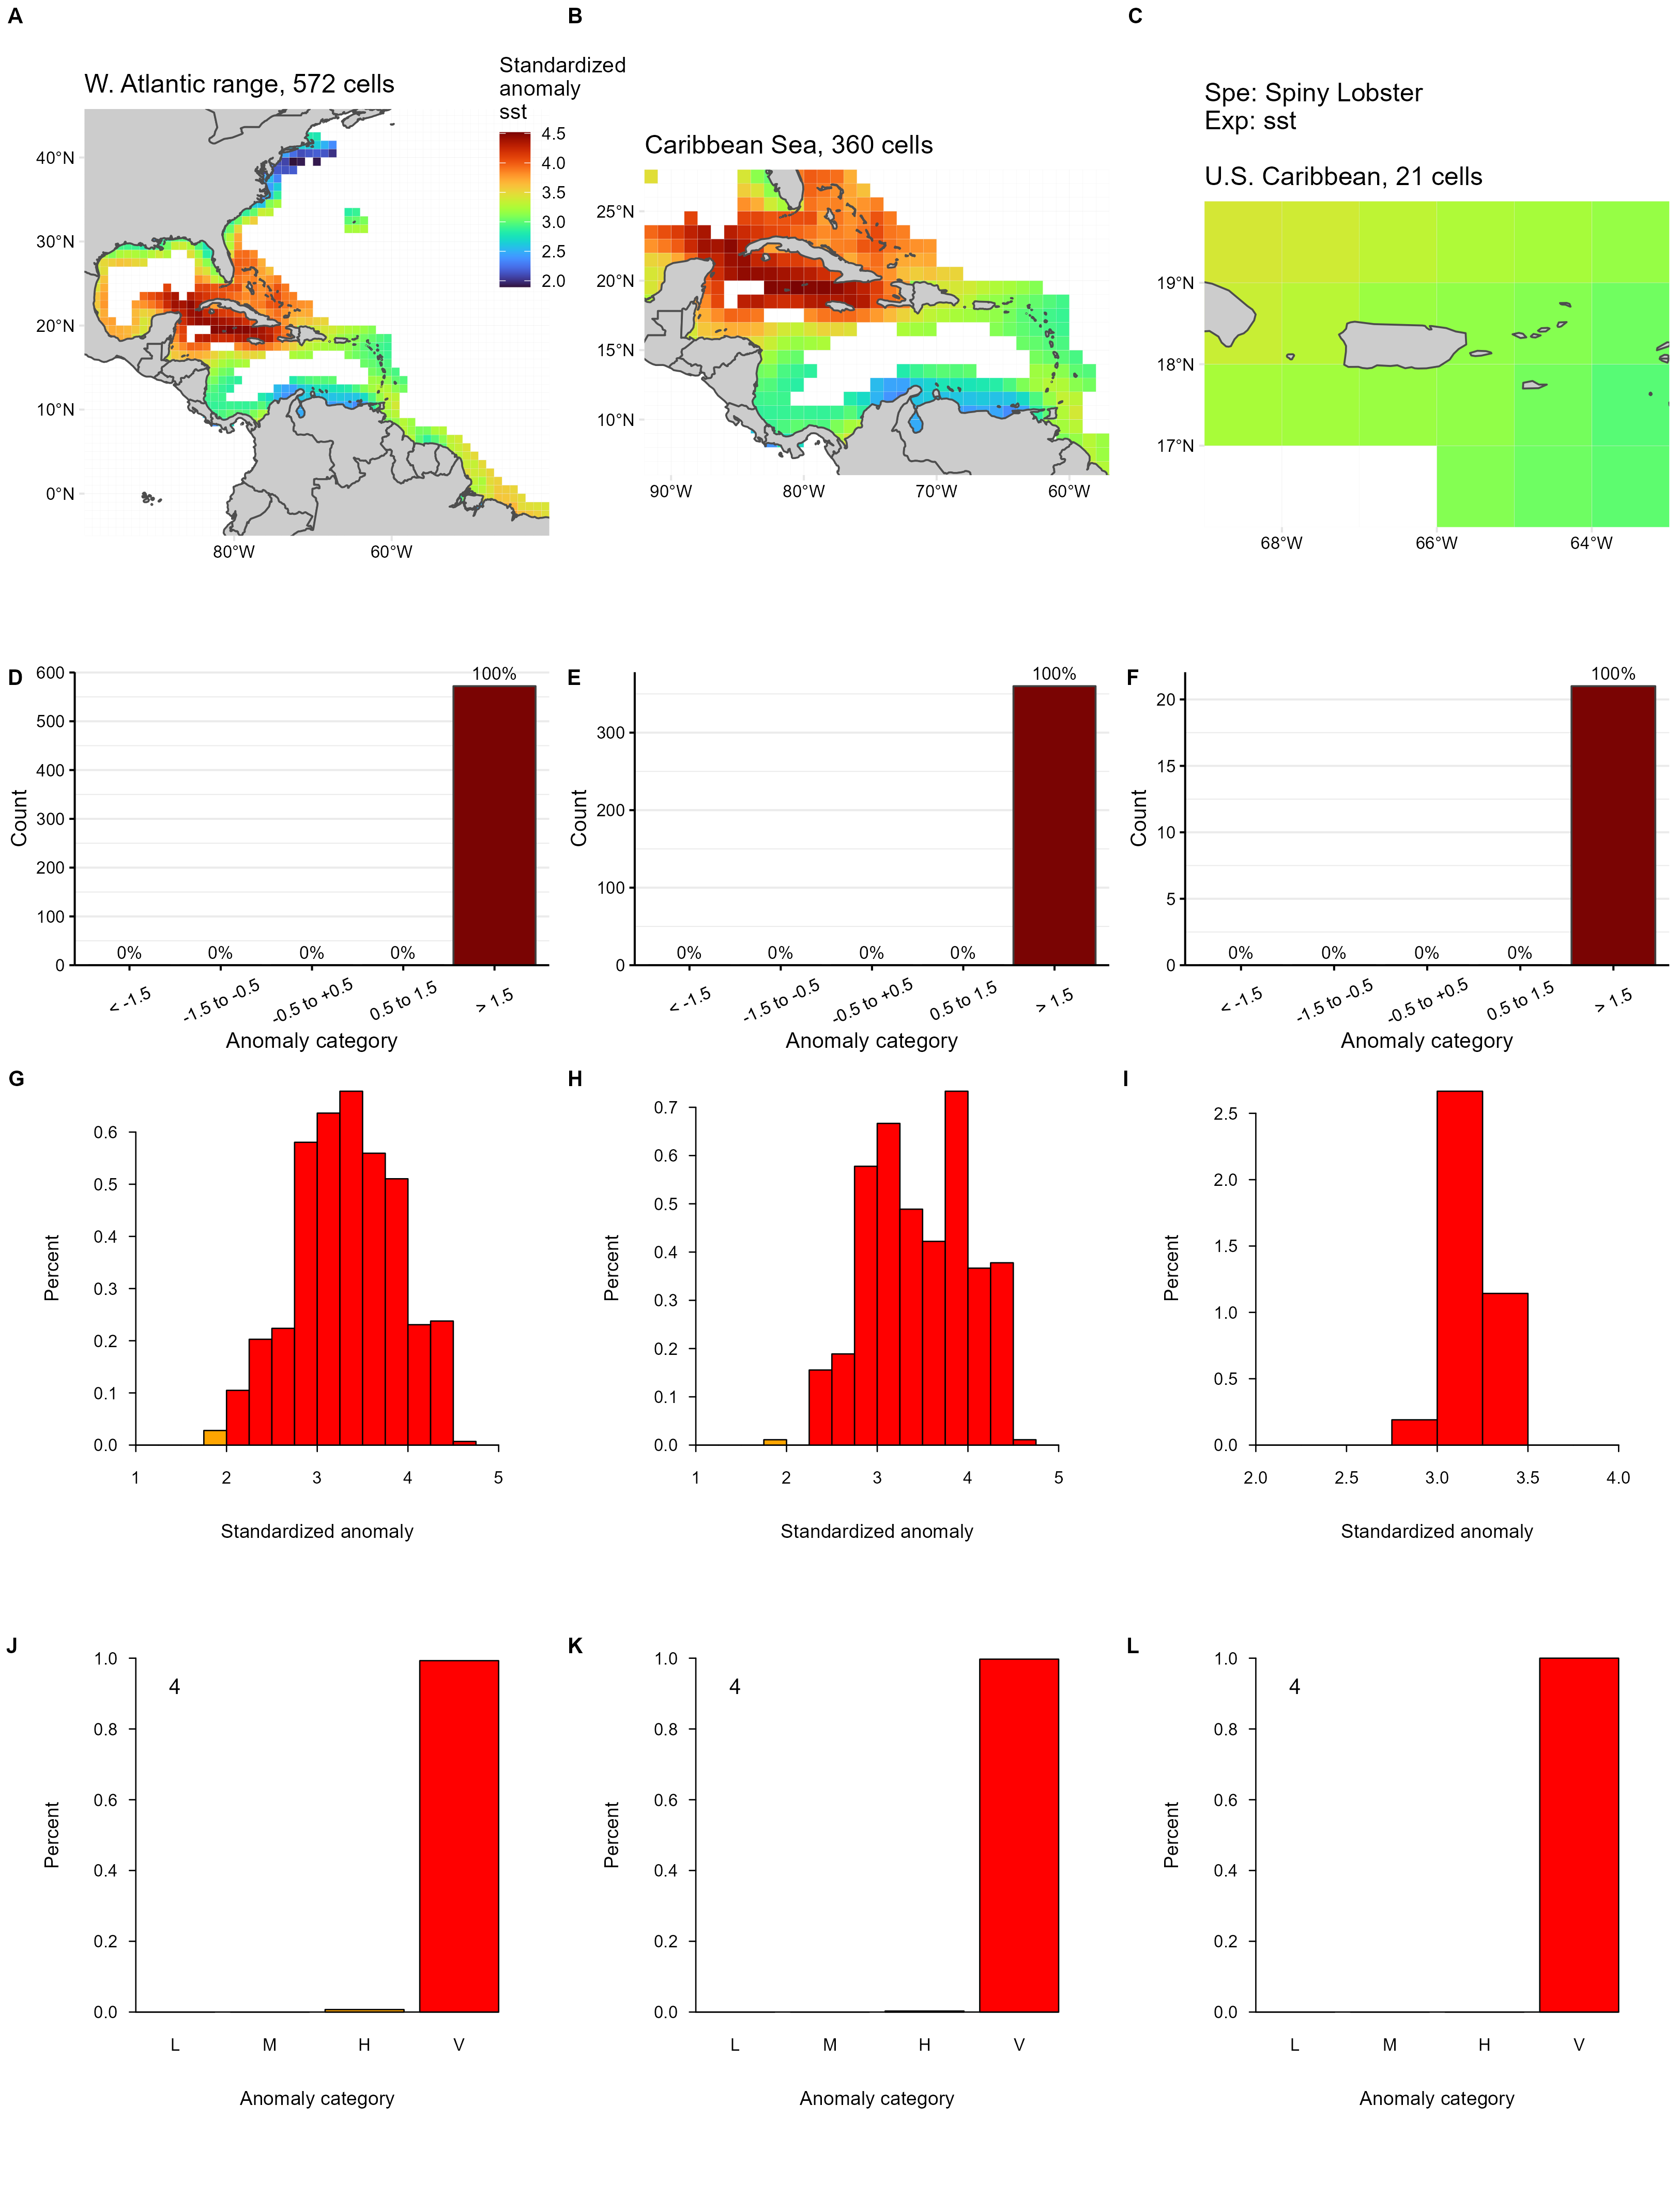 A
B
C
W. Atlantic range, 572 cells
Standardized
anomaly
sst
4.5
4.0
3.5
3.0
2.5
2.0
40°N
30°N
20°N
10°N
0°N
80°W
60°W
Caribbean Sea, 360 cells
25°N
20°N
15°N
10°N
90°W
80°W
70°W
60°W
Spe: Spiny Lobster
Exp: sst
U.S. Caribbean, 21 cells
19°N
18°N
17°N
68°W
66°W
64°W
D
Count
600
500
400
300
200
100
0
0%
0%
0%
0%
100%
< -1.5
-1.5 to -0.5
-0.5 to +0.5
0.5 to 1.5
> 1.5
Anomaly category
E
Count
300
200
100
0
0%
0%
0%
0%
100%
< -1.5
-1.5 to -0.5
-0.5 to +0.5
0.5 to 1.5
> 1.5
Anomaly category
F
Count
20
15
10
5
0
0%
0%
0%
0%
100%
< -1.5
-1.5 to -0.5
-0.5 to +0.5
0.5 to 1.5
> 1.5
Anomaly category
G
Percent
0.6
0.5
0.4
0.3
0.2
0.1
0.0
1
2
3
4
5
Standardized anomaly
H
Percent
0.7
0.6
0.5
0.4
0.3
0.2
0.1
0.0
1
2
3
4
5
Standardized anomaly
I
Percent
2.5
2.0
1.5
1.0
0.5
0.0
2.0
2.5
3.0
3.5
4.0
Standardized anomaly
J
Percent
1.0
0.8
0.6
0.4
0.2
0.0
4
L
M
H
V
Anomaly category
K
Percent
1.0
0.8
0.6
0.4
0.2
0.0
4
L
M
H
V
Anomaly category
L
Percent
1.0
0.8
0.6
0.4
0.2
0.0
4
L
M
H
V
Anomaly category